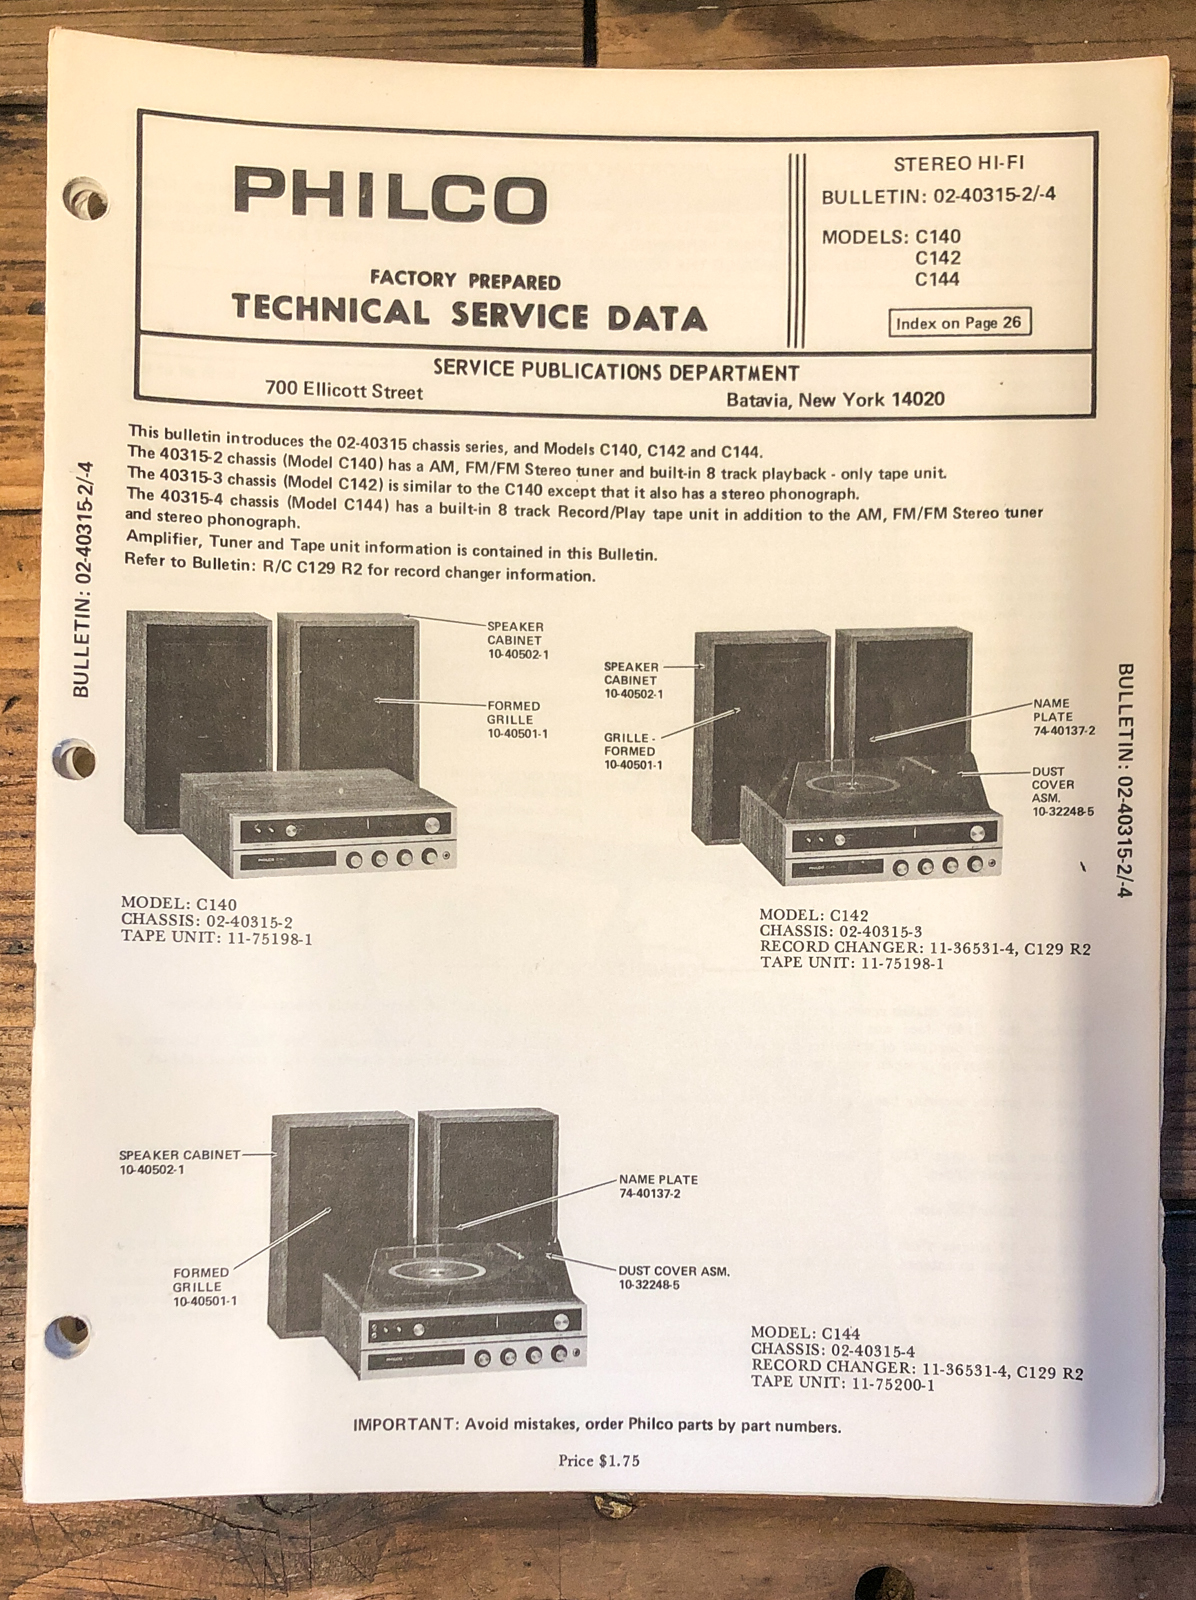 PHILCO
FACTORY PREPARED
TECHNICAL SERVICE DATA
STEREO HI-FI
BULLETIN: 02-40315-2/-4
MODELS: C140
C142
C144
Index on Page 26
SERVICE PUBLICATIONS DEPARTMENT
700 Ellicott Street
Batavia, New York 14020
This bulletin introduces the 02-40315 chassis series, and Models C140, C142 and C144.
The 40315-2 chassis (Model C140) has a AM, FM/FM Stereo tuner and built-in 8 track playback - only tape unit.
The 40315-3 chassis (Model C142) is similar to the C140 except that it also has a stereo phonograph.
The 40315-4 chassis (Model C144) has a built-in 8 track Record/Play tape unit in addition to the AM, FM/FM Stereo tuner
and stereo phonograph.
Amplifier, Tuner and Tape unit information is contained in this Bulletin.
Refer to Bulletin: R/C C129 R2 for record changer information.
BULLETIN: 02-40315-2/-4
BULLETIN: 02-40315-2/-4
SPEAKER
CABINET
10-40502-1
FORMED
GRILLE
10-40501-1
PHILCO
MODEL: C140
CHASSIS: 02-40315-2
TAPE UNIT: 11-75198-1
SPEAKER
CABINET
10-40502-1
GRILLE -
FORMED
10-40501-1
NAME
PLATE
74-40137-2
DUST
COVER
ASM.
10-32248-5
PHILCO
MODEL: C142
CHASSIS: 02-40315-3
RECORD CHANGER: 11-36531-4, C129 R2
TAPE UNIT: 11-75198-1
SPEAKER CABINET
10-40502-1
FORMED
GRILLE
10-40501-1
NAME PLATE
74-40137-2
DUST COVER ASM.
10-32248-5
PHILCO
MODEL: C144
CHASSIS: 02-40315-4
RECORD CHANGER: 11-36531-4, C129 R2
TAPE UNIT: 11-75200-1
IMPORTANT: Avoid mistakes, order Philco parts by part numbers.
Price $1.75